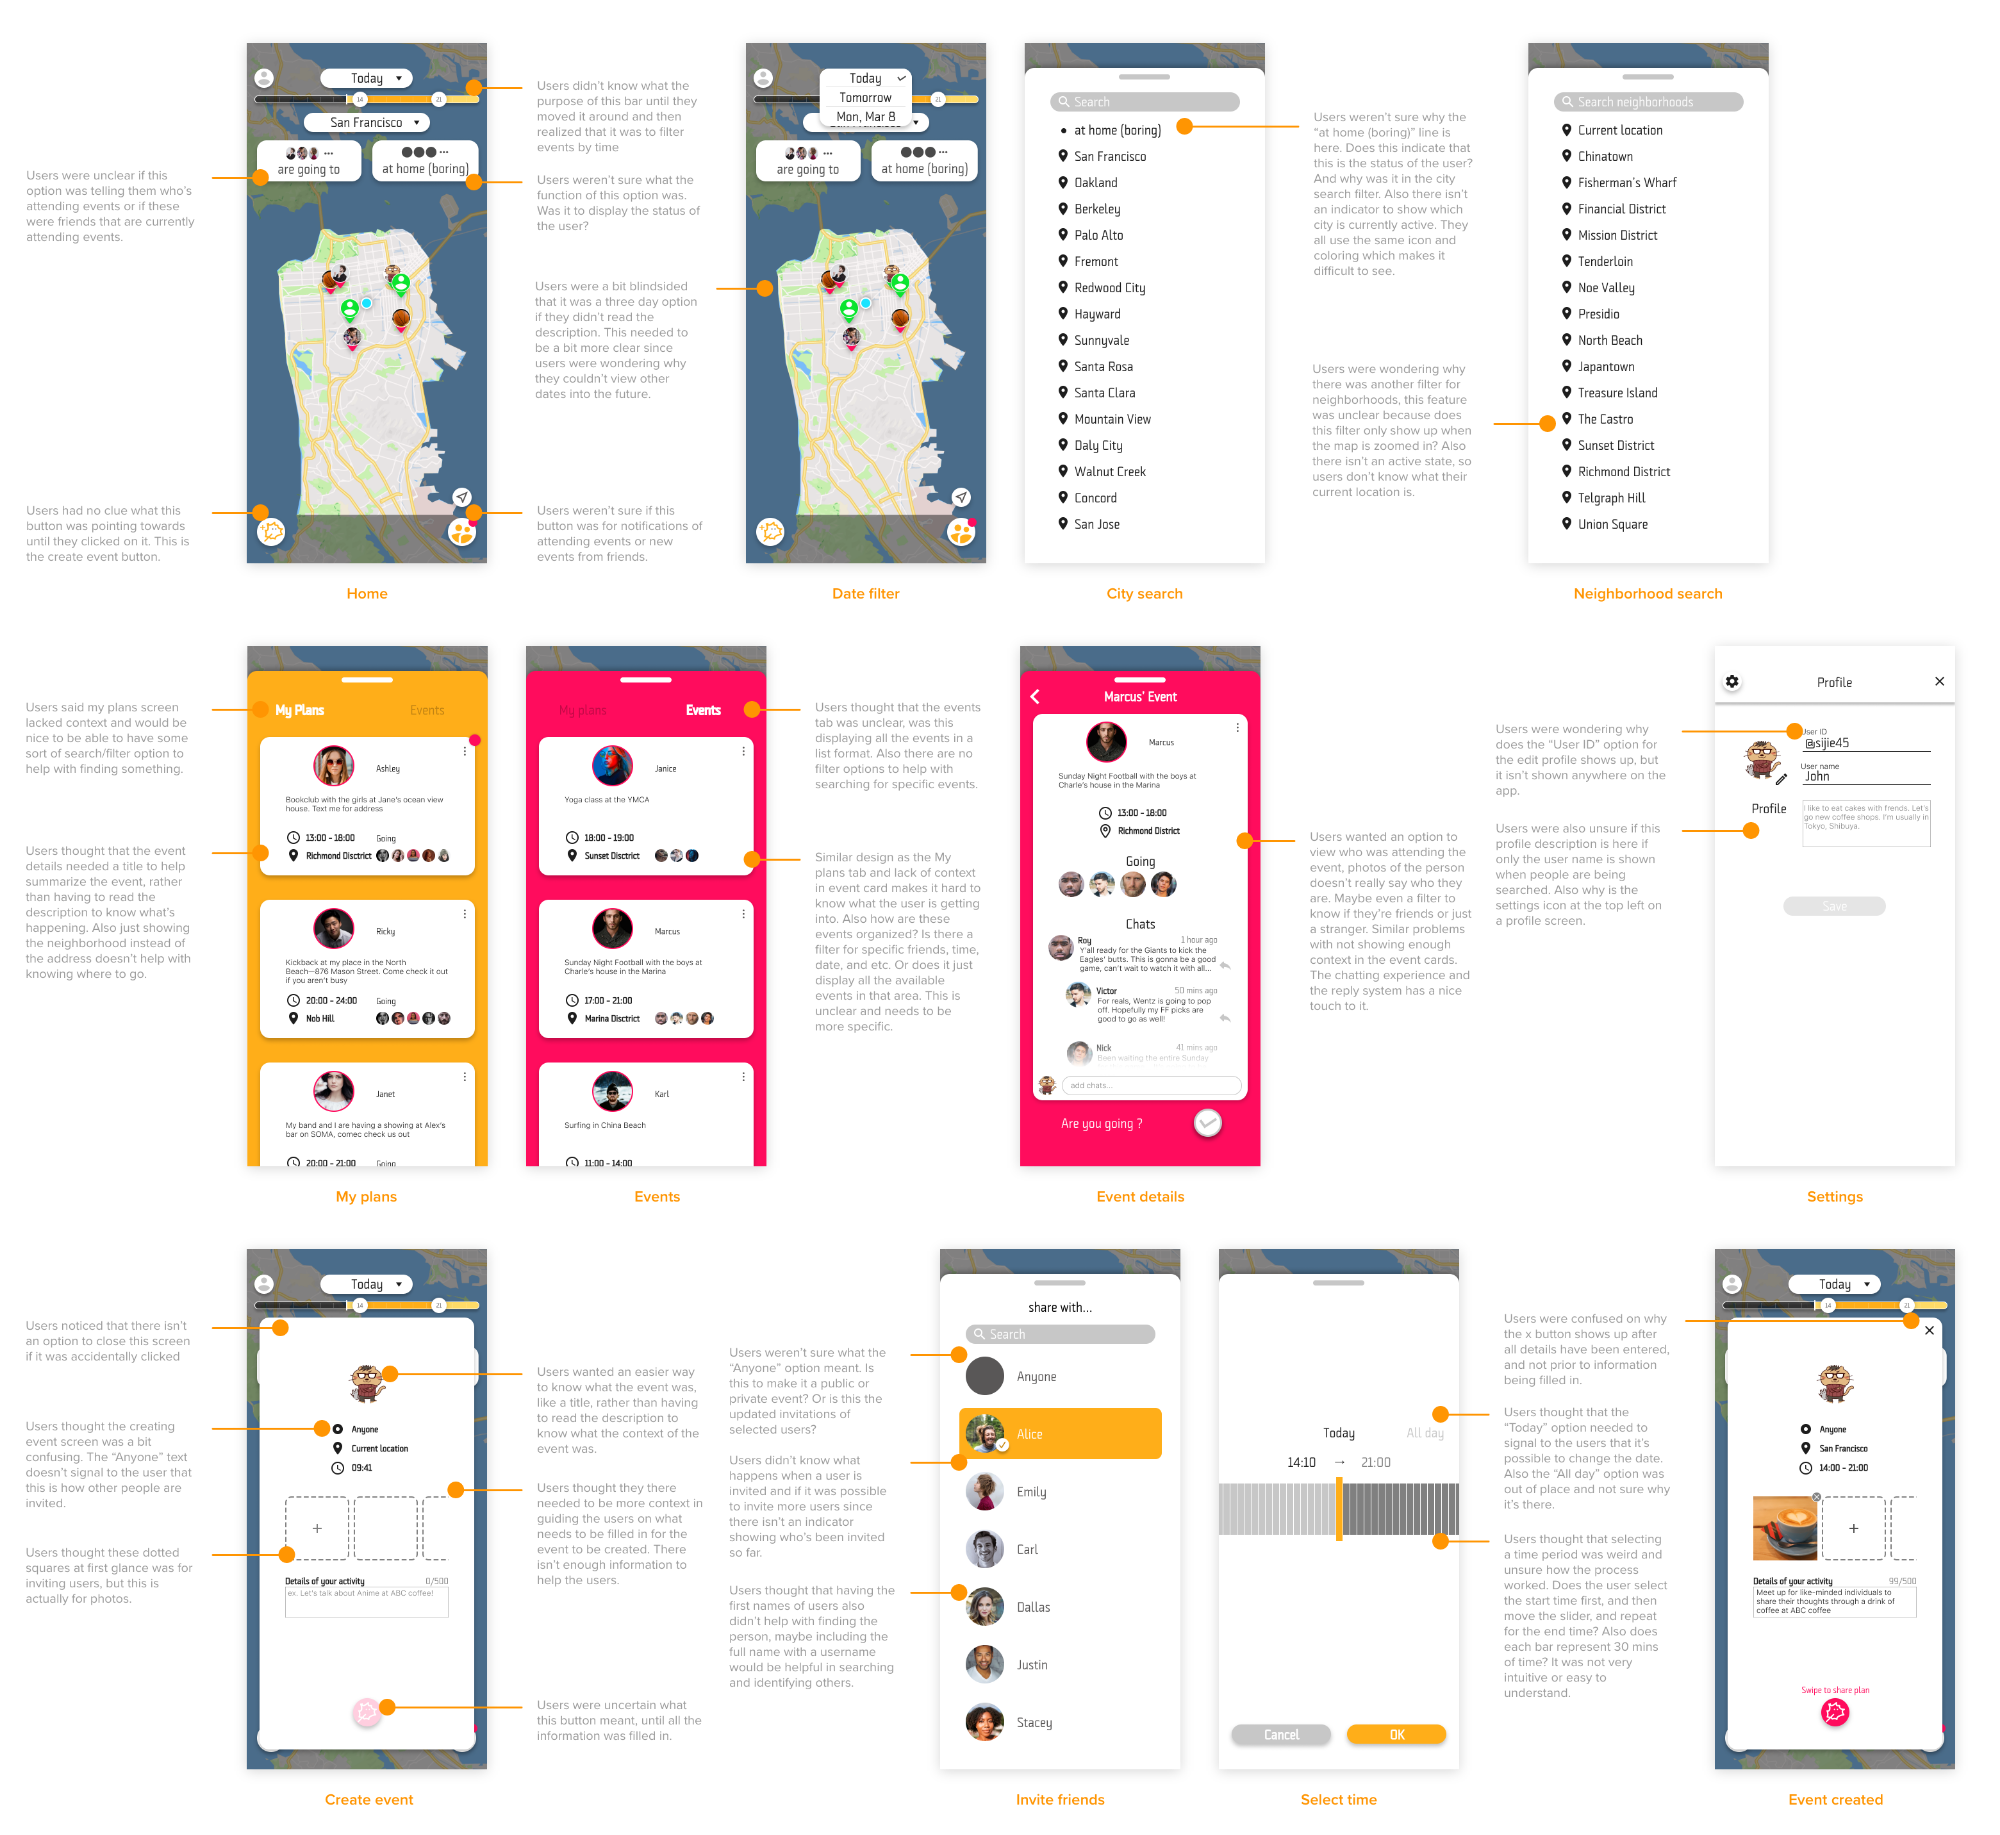 Users were unclear if this
option was telling them who's
attending events or if these
were friends that are currently
attending events.
Users had no clue what this
button was pointing towards
until they clicked on it. This is
the create event button.
Today
14
21
San Francisco
are going to
at home (boring)
Home
Users didn't know what the
purpose of this bar until they
moved it around and then
realized that it was to filter
events by time
Users weren't sure what the
function of this option was.
Was it to display the status of
the user?
Users were a bit blindsided
that it was a three day option
if they didn't read the
description. This needed to
be a bit more clear since
users were wondering why
they couldn't view other
dates into the future.
Users weren't sure if this
button was for notifications of
attending events or new
events from friends.
Today
Tomorrow
Mon, Mar 8
21
are going to
at home (boring)
Date filter
Search
at home (boring)
San Francisco
Oakland
Berkeley
Palo Alto
Fremont
Redwood City
Hayward
Sunnyvale
Santa Rosa
Santa Clara
Mountain View
Daly City
Walnut Creek
Concord
San Jose
City search
Users weren't sure why the
"at home (boring)" line is
here. Does this indicate that
this is the status of the user?
And why was it in the city
search filter. Also there isn't
an indicator to show which
city is currently active. They
all use the same icon and
coloring which makes it
difficult to see.
Users were wondering why
there was another filter for
neighborhoods, this feature
was unclear because does
this filter only show up when
the map is zoomed in? Also
there isn't an active state, so
users don't know what their
current location is.
Search neighborhoods
Current location
Chinatown
Fisherman's Wharf
Financial District
Mission District
Tenderloin
Noe Valley
Presidio
North Beach
Japantown
Treasure Island
The Castro
Sunset District
Richmond District
Telgraph Hill
Union Square
Neighborhood search
Users said my plans screen
lacked context and would be
nice to be able to have some
sort of search/filter option to
help with finding something.
Users thought that the event
details needed a title to help
summarize the event, rather
than having to read the
description to know what's
happening. Also just showing
the neighborhood instead of
the address doesn't help with
knowing where to go.
My Plans
Events
Ashley
Bookclub with the girls at Jane's ocean view
house. Text me for address
13:00 - 18:00 Going
Richmond Disctrict
Ricky
Kickback at my place in the North
Beach—876 Mason Street. Come check it out
if you aren't busy
20:00 - 24:00 Going
Nob Hill
Janet
My band and I are having a showing at Alex's
bar on SOMA, comec check us out
20:00 - 21:00 Going
My plans
My plans
Events
Janice
Yoga class at the YMCA
18:00 - 19:00
Sunset Disctrict
Marcus
Sunday Night Football with the boys at
Charle's house in the Marina
17:00 - 21:00
Marina Disctrict
Karl
Surfing in China Beach
11:00 - 14:00
Events
Users thought that the events
tab was unclear, was this
displaying all the events in a
list format. Also there are no
filter options to help with
searching for specific events.
Similar design as the My
plans tab and lack of context
in event card makes it hard to
know what the user is getting
into. Also how are these
events organized? Is there a
filter for specific friends, time,
date, and etc. Or does it just
display all the available
events in that area. This is
unclear and needs to be
more specific.
Marcus' Event
Marcus
Sunday Night Football with the boys at
Charle's house in the Marina
13:00 - 18:00
Richmond District
Going
Chats
Roy 1 hour ago
Y'all ready for the Giants to kick the
Eagles' butts. This is gonna be a good
game, can't wait to watch it with all...
Victor 50 mins ago
For reals, Wentz is going to pop
off. Hopefully my FF picks are
good to go as well!
Nick 41 mins ago
Been waiting the entire Sunday
add chats...
Are you going ?
Event details
Users wanted an option to
view who was attending the
event, photos of the person
doesn't really say who they
are. Maybe even a filter to
know if they're friends or just
a stranger. Similar problems
with not showing enough
context in the event cards.
The chatting experience and
the reply system has a nice
touch to it.
Users were wondering why
does the "User ID" option for
the edit profile shows up, but
it isn't shown anywhere on the
app.
Users were also unsure if this
profile description is here if
only the user name is shown
when people are being
searched. Also why is the
settings icon at the top left on
a profile screen.
Profile
User ID
@sijie45
User name
John
Profile
I like to eat cakes with frends. Let's
go new coffee shops. I'm usually in
Tokyo, Shibuya.
Save
Settings
Users noticed that there isn't
an option to close this screen
if it was accidentally clicked
Users thought the creating
event screen was a bit
confusing. The "Anyone" text
doesn't signal to the user that
this is how other people are
invited.
Users thought these dotted
squares at first glance was for
inviting users, but this is
actually for photos.
Today
14
21
Anyone
Current location
09:41
+
Details of your activity 0/500
ex. Let's talk about Anime at ABC coffee!
Create event
Users wanted an easier way
to know what the event was,
like a title, rather than having
to read the description to
know what the context of the
event was.
Users thought they there
needed to be more context in
guiding the users on what
needs to be filled in for the
event to be created. There
isn't enough information to
help the users.
Users were uncertain what
this button meant, until all the
information was filled in.
Users weren't sure what the
"Anyone" option meant. Is
this to make it a public or
private event? Or is this the
updated invitations of
selected users?
Users didn't know what
happens when a user is
invited and if it was possible
to invite more users since
there isn't an indicator
showing who's been invited
so far.
Users thought that having the
first names of users also
didn't help with finding the
person, maybe including the
full name with a username
would be helpful in searching
and identifying others.
share with...
Search
Anyone
Alice
Emily
Carl
Dallas
Justin
Stacey
Invite friends
Today
All day
14:10 → 21:00
Cancel
OK
Select time
Users were confused on why
the x button shows up after
all details have been entered,
and not prior to information
being filled in.
Users thought that the
"Today" option needed to
signal to the users that it's
possible to change the date.
Also the "All day" option was
out of place and not sure why
it's there.
Users thought that selecting
a time period was weird and
unsure how the process
worked. Does the user select
the start time first, and then
move the slider, and repeat
for the end time? Also does
each bar represent 30 mins
of time? It was not very
intuitive or easy to
understand.
Today
14
21
Anyone
San Francisco
14:00 - 21:00
+
Details of your activity 99/500
Meet up for like-minded individuals to
share their thoughts through a drink of
coffee at ABC coffee
Swipe to share plan
Event created